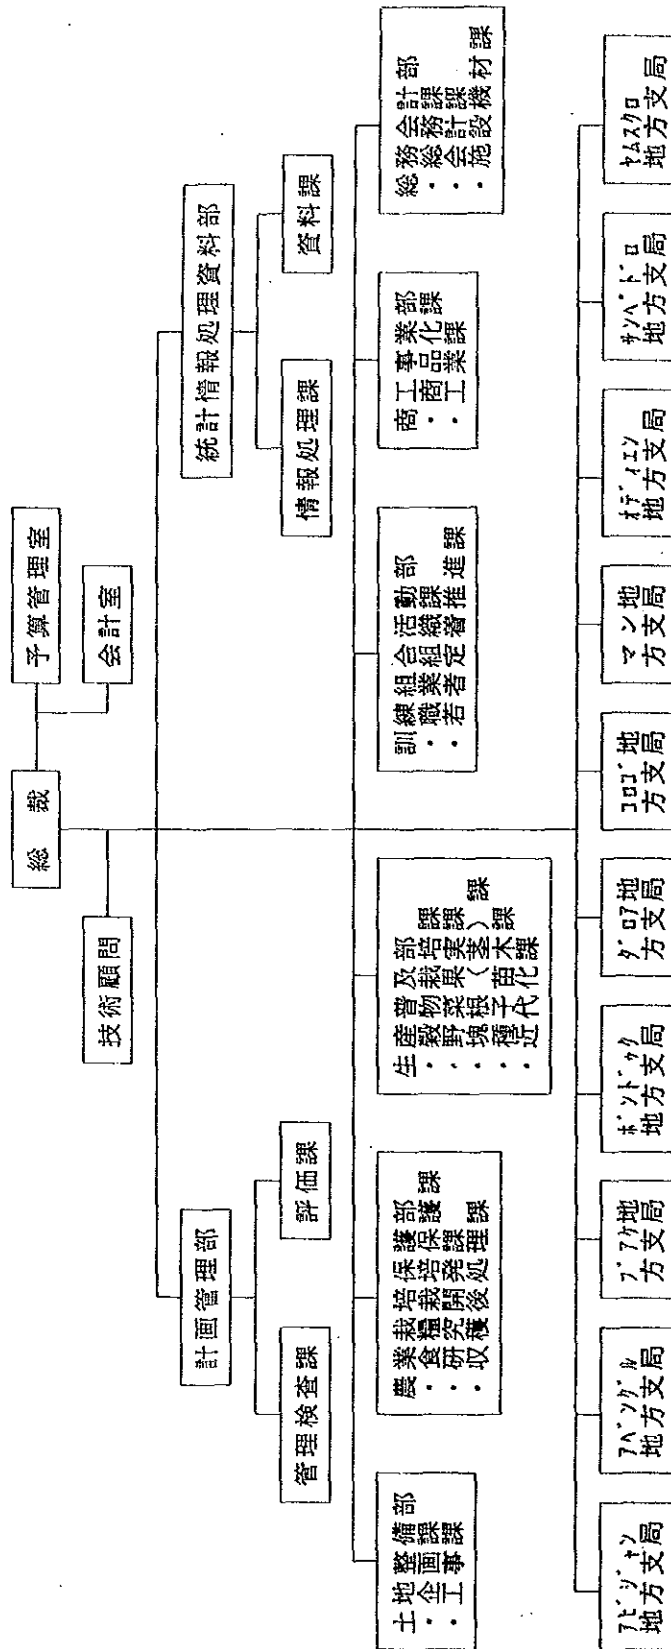 総裁
予算管理室
会計室
技術顧問
計画管理部
統計情報処理資料部
管理検査課
評価課
情報処理課
資料課
土地整備部
・企画課
・工事課
農業栽培保護部
・食糧栽培保護課
・研究開発課
・収穫後処理課
生産普及部
・穀物栽培課
・野菜果実課
・塊根(茎)課
・種子苗木課
・近代化課
訓練組合活動部
・職業組織課
・若者定着推進課
商工事業部
・商品化課
・工業課
総務会計部
・総務課
・会計課
・施設機材課
アビジャン
地方支局
アベングル
地方支局
ブアケ地
方支局
ボンドゥク
地方支局
ダロア地
方支局
コロゴ地
方支局
マン地
方支局
オディエン
地方支局
サンペドロ
地方支局
ヤムスクロ
地方支局